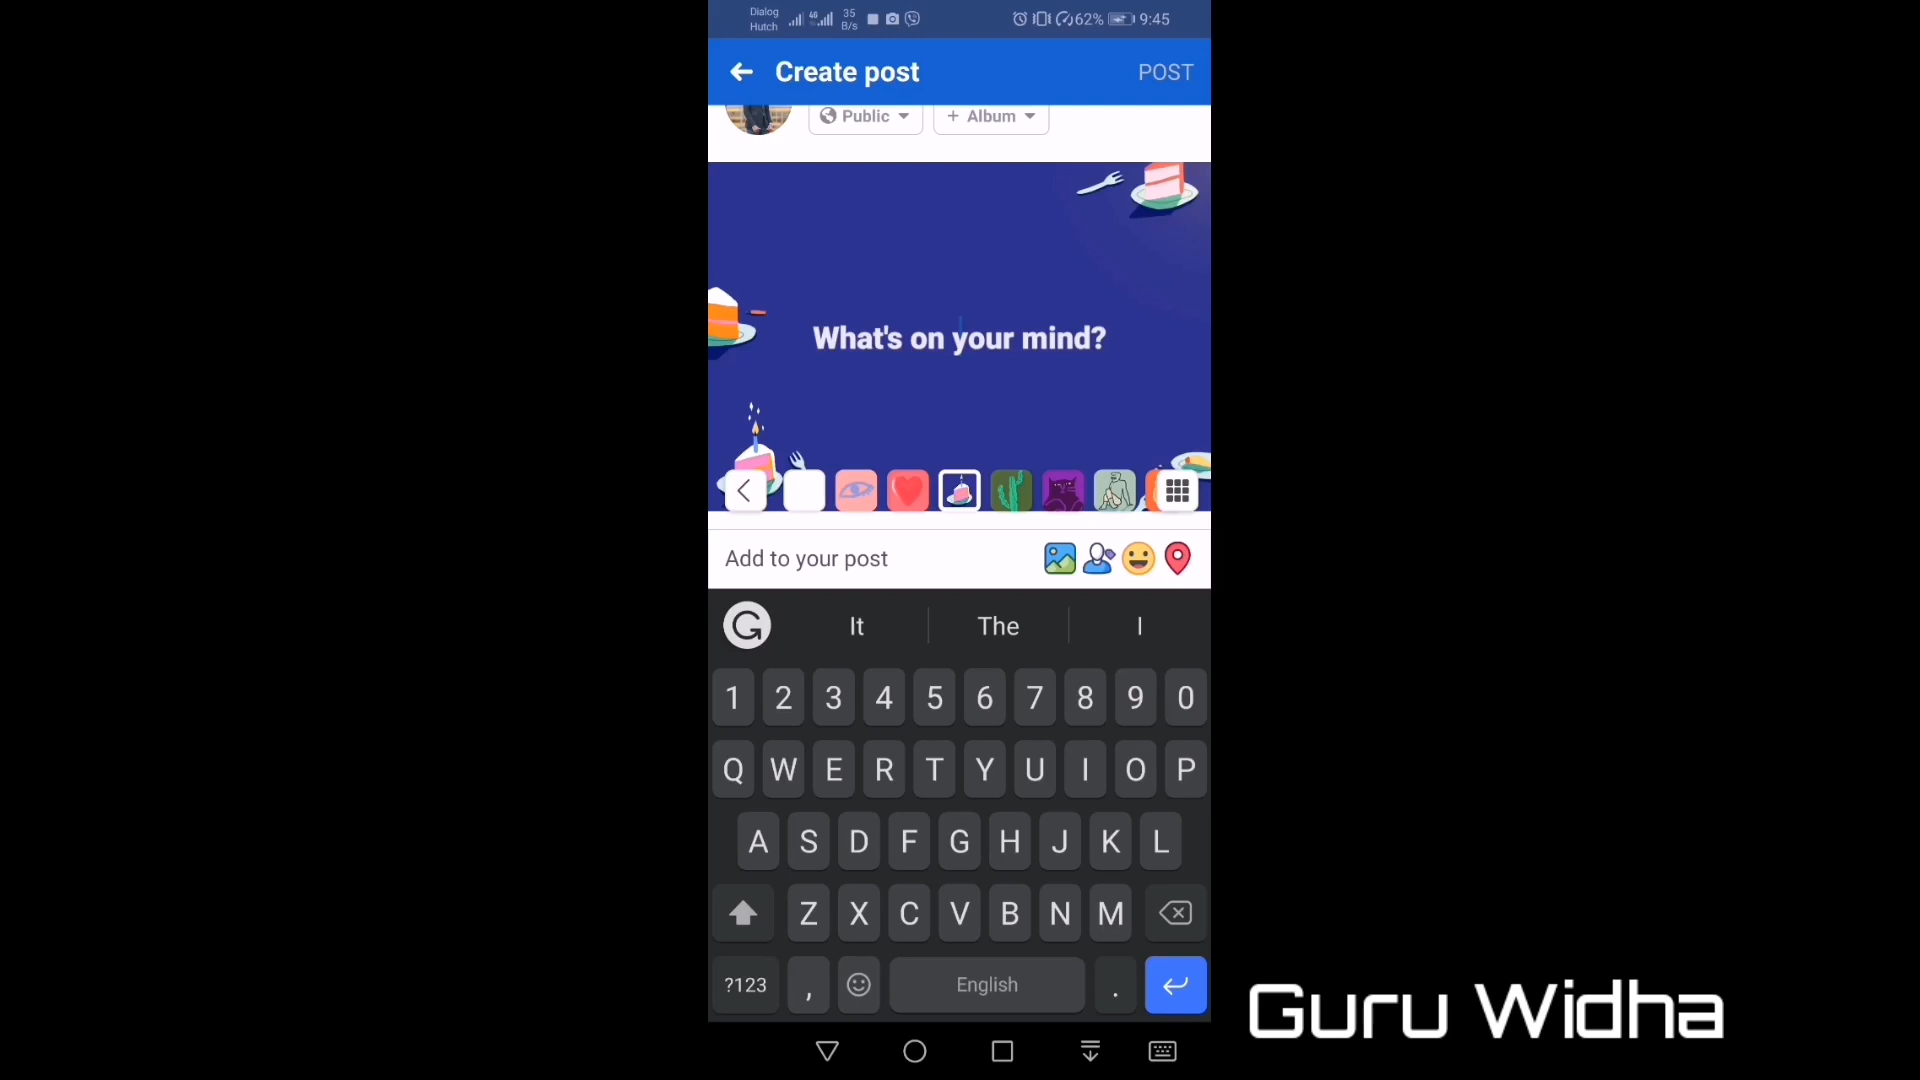 Dialog
Hutch
4G
35
B/s
62%
9:45
Create post
POST
Public
+ Album
What's on your mind?
Add to your post
G
It
The
I
1 2 3 4 5 6 7 8 9 0
Q W E R T Y U I O P
A S D F G H J K L
Z X C V B N M
?123 , English .
Guru Widha